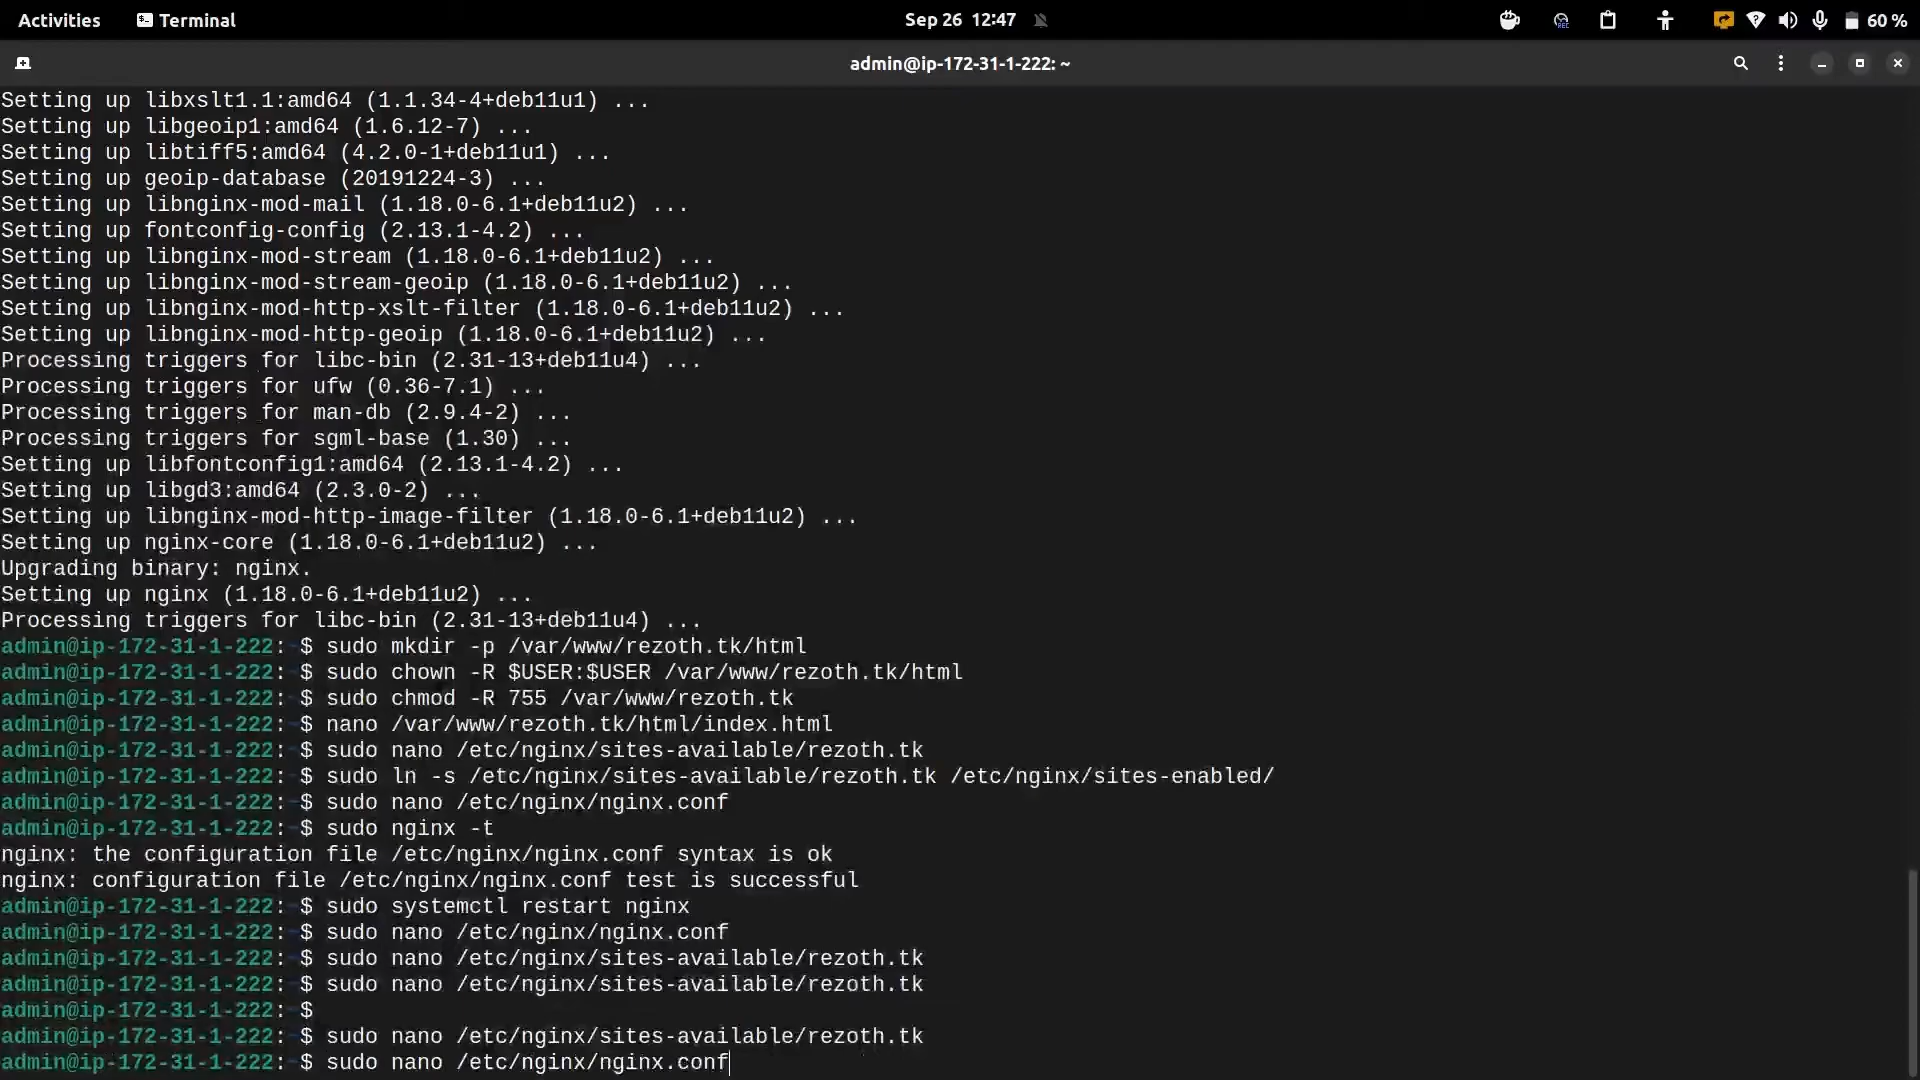 Activities Terminal Sep 26 12:47 60 %
admin@ip-172-31-1-222: ~
Setting up libxslt1.1:amd64 (1.1.34-4+deb11u1) ...
Setting up libgeoip1:amd64 (1.6.12-7) ...
Setting up libtiff5:amd64 (4.2.0-1+deb11u1) ...
Setting up geoip-database (20191224-3) ...
Setting up libnginx-mod-mail (1.18.0-6.1+deb11u2) ...
Setting up fontconfig-config (2.13.1-4.2) ...
Setting up libnginx-mod-stream (1.18.0-6.1+deb11u2) ...
Setting up libnginx-mod-stream-geoip (1.18.0-6.1+deb11u2) ...
Setting up libnginx-mod-http-xslt-filter (1.18.0-6.1+deb11u2) ...
Setting up libnginx-mod-http-geoip (1.18.0-6.1+deb11u2) ...
Processing triggers for libc-bin (2.31-13+deb11u4) ...
Processing triggers for ufw (0.36-7.1) ...
Processing triggers for man-db (2.9.4-2) ...
Processing triggers for sgml-base (1.30) ...
Setting up libfontconfig1:amd64 (2.13.1-4.2) ...
Setting up libgd3:amd64 (2.3.0-2) ...
Setting up libnginx-mod-http-image-filter (1.18.0-6.1+deb11u2) ...
Setting up nginx-core (1.18.0-6.1+deb11u2) ...
Upgrading binary: nginx.
Setting up nginx (1.18.0-6.1+deb11u2) ...
Processing triggers for libc-bin (2.31-13+deb11u4) ...
admin@ip-172-31-1-222:~$ sudo mkdir -p /var/www/rezoth.tk/html
admin@ip-172-31-1-222:~$ sudo chown -R $USER:$USER /var/www/rezoth.tk/html
admin@ip-172-31-1-222:~$ sudo chmod -R 755 /var/www/rezoth.tk
admin@ip-172-31-1-222:~$ nano /var/www/rezoth.tk/html/index.html
admin@ip-172-31-1-222:~$ sudo nano /etc/nginx/sites-available/rezoth.tk
admin@ip-172-31-1-222:~$ sudo ln -s /etc/nginx/sites-available/rezoth.tk /etc/nginx/sites-enabled/
admin@ip-172-31-1-222:~$ sudo nano /etc/nginx/nginx.conf
admin@ip-172-31-1-222:~$ sudo nginx -t
nginx: the configuration file /etc/nginx/nginx.conf syntax is ok
nginx: configuration file /etc/nginx/nginx.conf test is successful
admin@ip-172-31-1-222:~$ sudo systemctl restart nginx
admin@ip-172-31-1-222:~$ sudo nano /etc/nginx/nginx.conf
admin@ip-172-31-1-222:~$ sudo nano /etc/nginx/sites-available/rezoth.tk
admin@ip-172-31-1-222:~$ sudo nano /etc/nginx/sites-available/rezoth.tk
admin@ip-172-31-1-222:~$
admin@ip-172-31-1-222:~$ sudo nano /etc/nginx/sites-available/rezoth.tk
admin@ip-172-31-1-222:~$ sudo nano /etc/nginx/nginx.conf